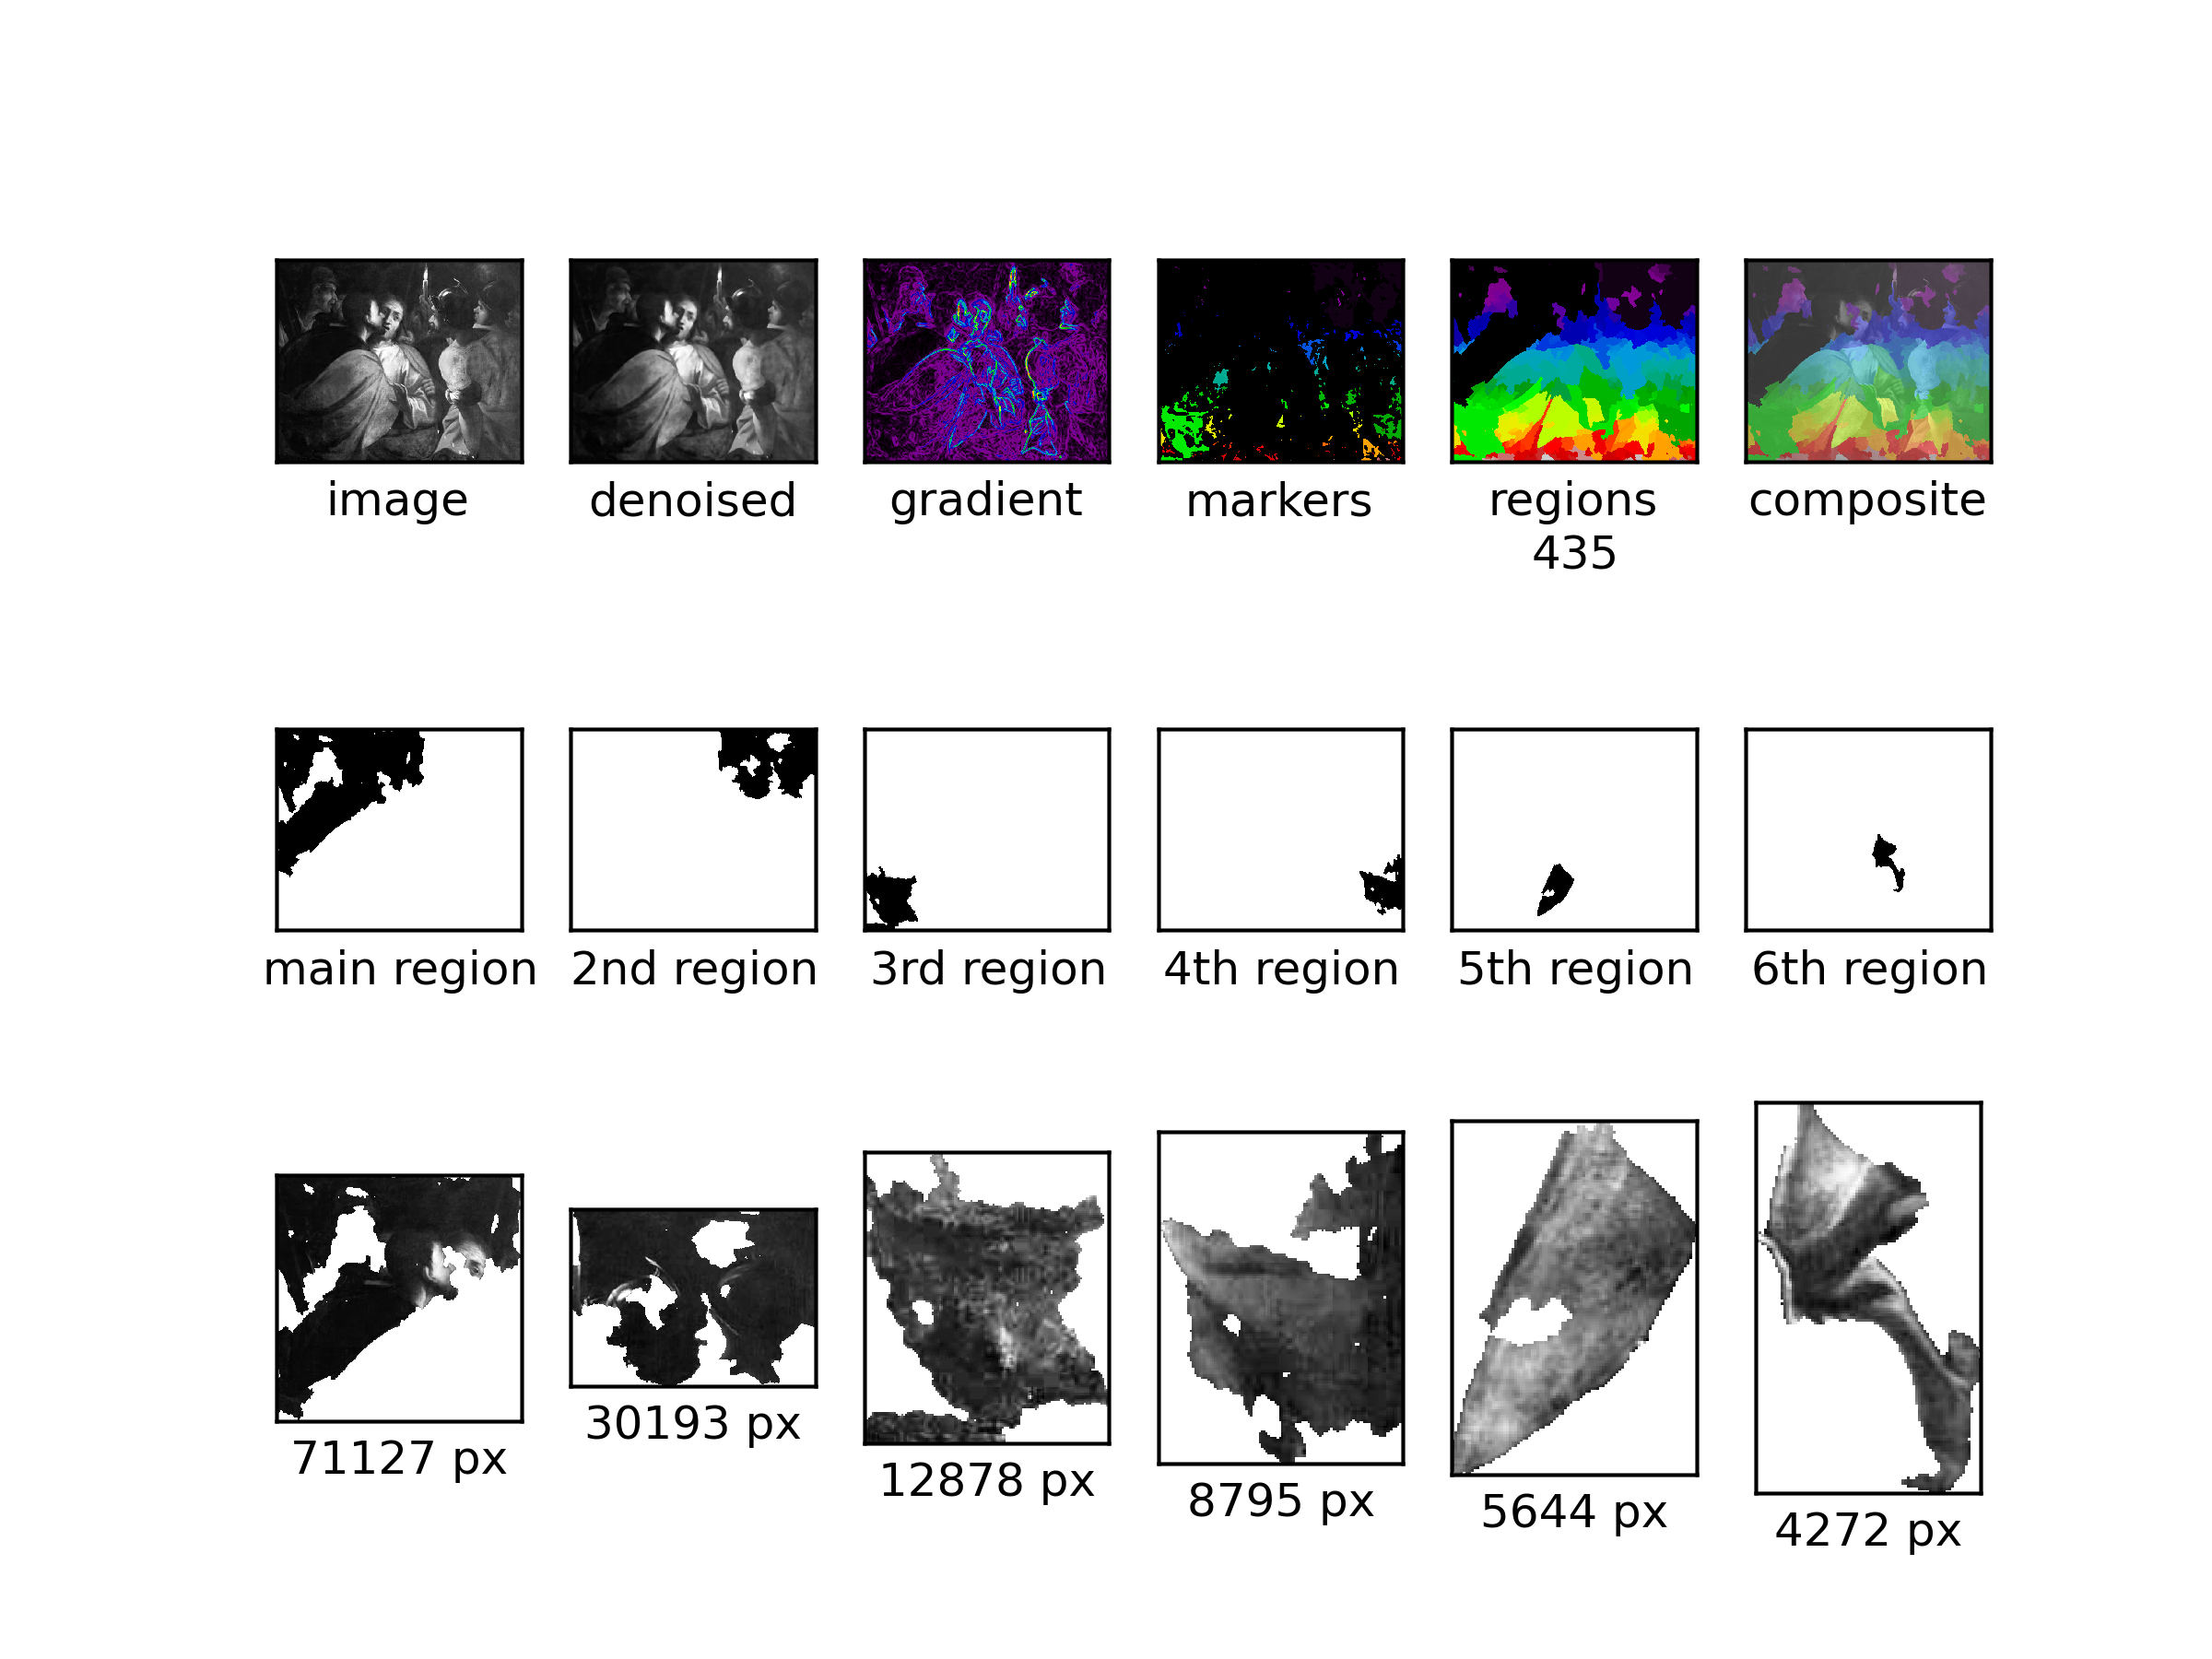 image
denoised
gradient
markers
regions
435
composite
main region
2nd region
3rd region
4th region
5th region
6th region
71127 px
30193 px
12878 px
8795 px
5644 px
4272 px